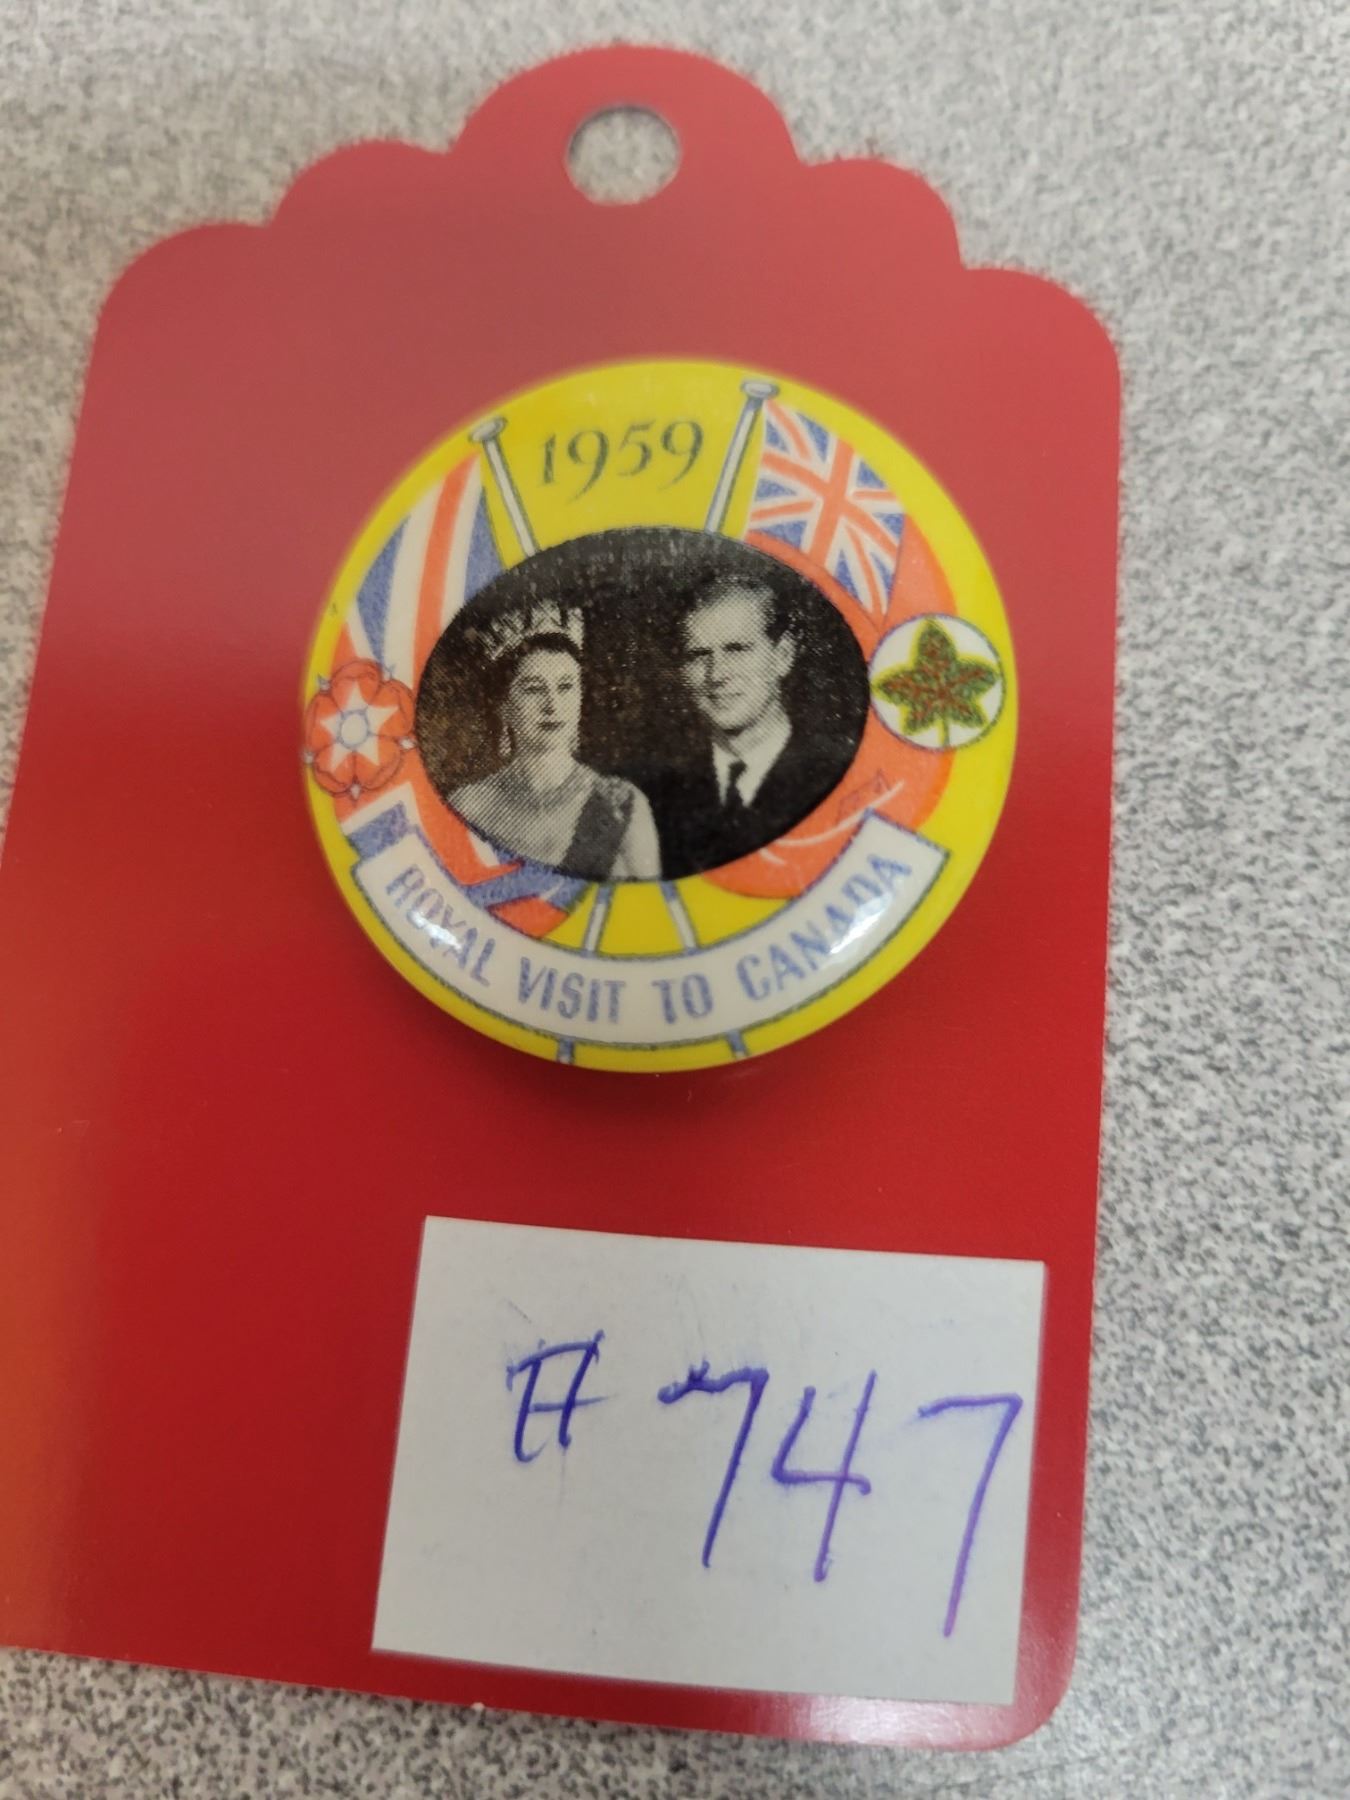 1959
ROYAL VISIT TO CANADA
# 747